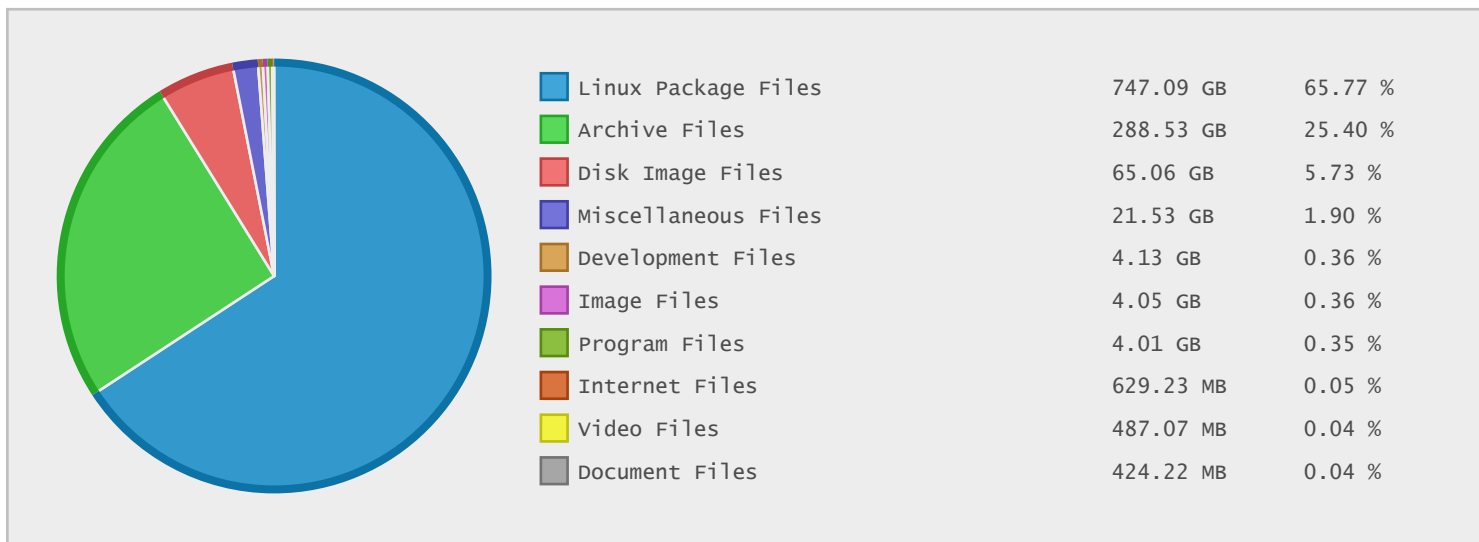 Linux Package Files 747.09 GB 65.77 %
Archive Files 288.53 GB 25.40 %
Disk Image Files 65.06 GB 5.73 %
Miscellaneous Files 21.53 GB 1.90 %
Development Files 4.13 GB 0.36 %
Image Files 4.05 GB 0.36 %
Program Files 4.01 GB 0.35 %
Internet Files 629.23 MB 0.05 %
Video Files 487.07 MB 0.04 %
Document Files 424.22 MB 0.04 %